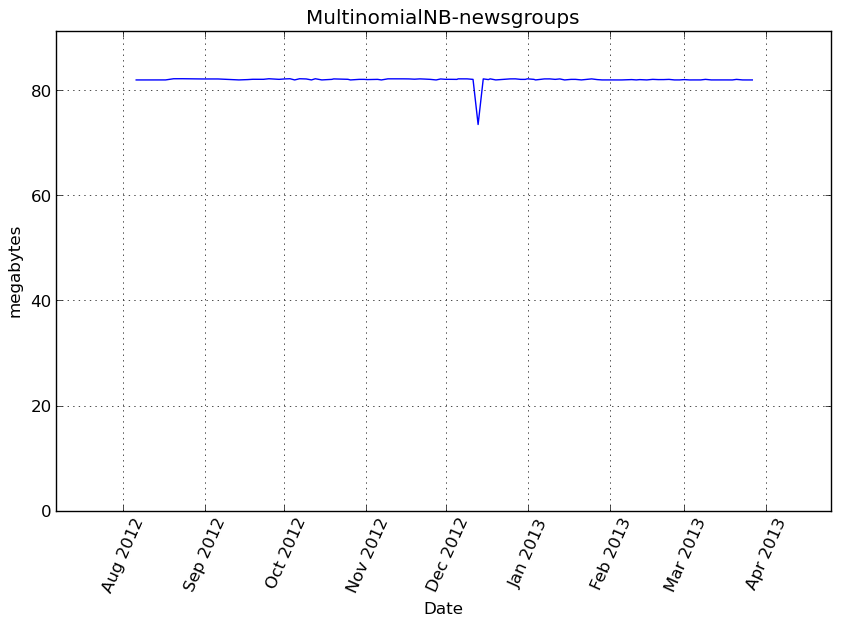 MultinomialNB-newsgroups
megabytes
80
60
40
20
0
Aug 2012
Sep 2012
Oct 2012
Nov 2012
Dec 2012
Jan 2013
Feb 2013
Mar 2013
Apr 2013
Date